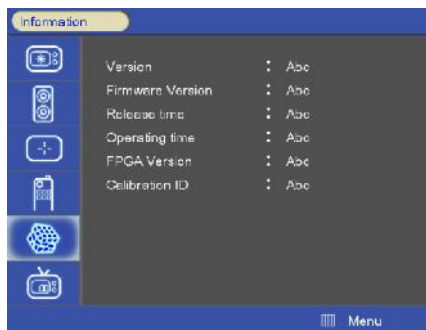 Information
Version : Abc
Firmware Version : Abc
Release time : Abc
Operating time : Abc
FPGA Version : Abc
Calibration ID : Abc
Menu